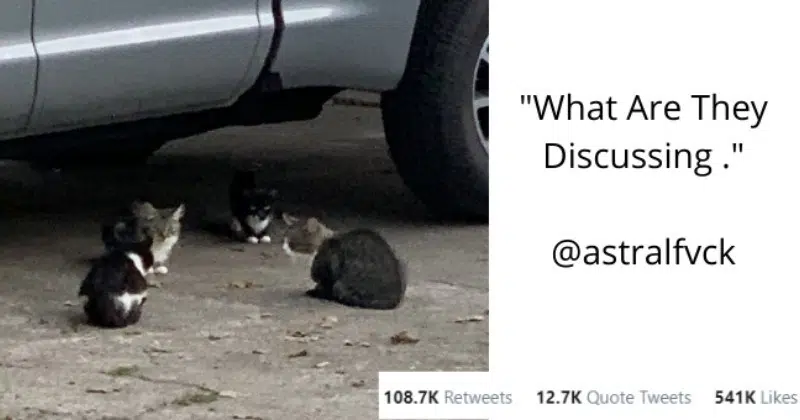 "What Are They
Discussing ."
@astralfvck
108.7K Retweets 12.7K Quote Tweets 541K Likes